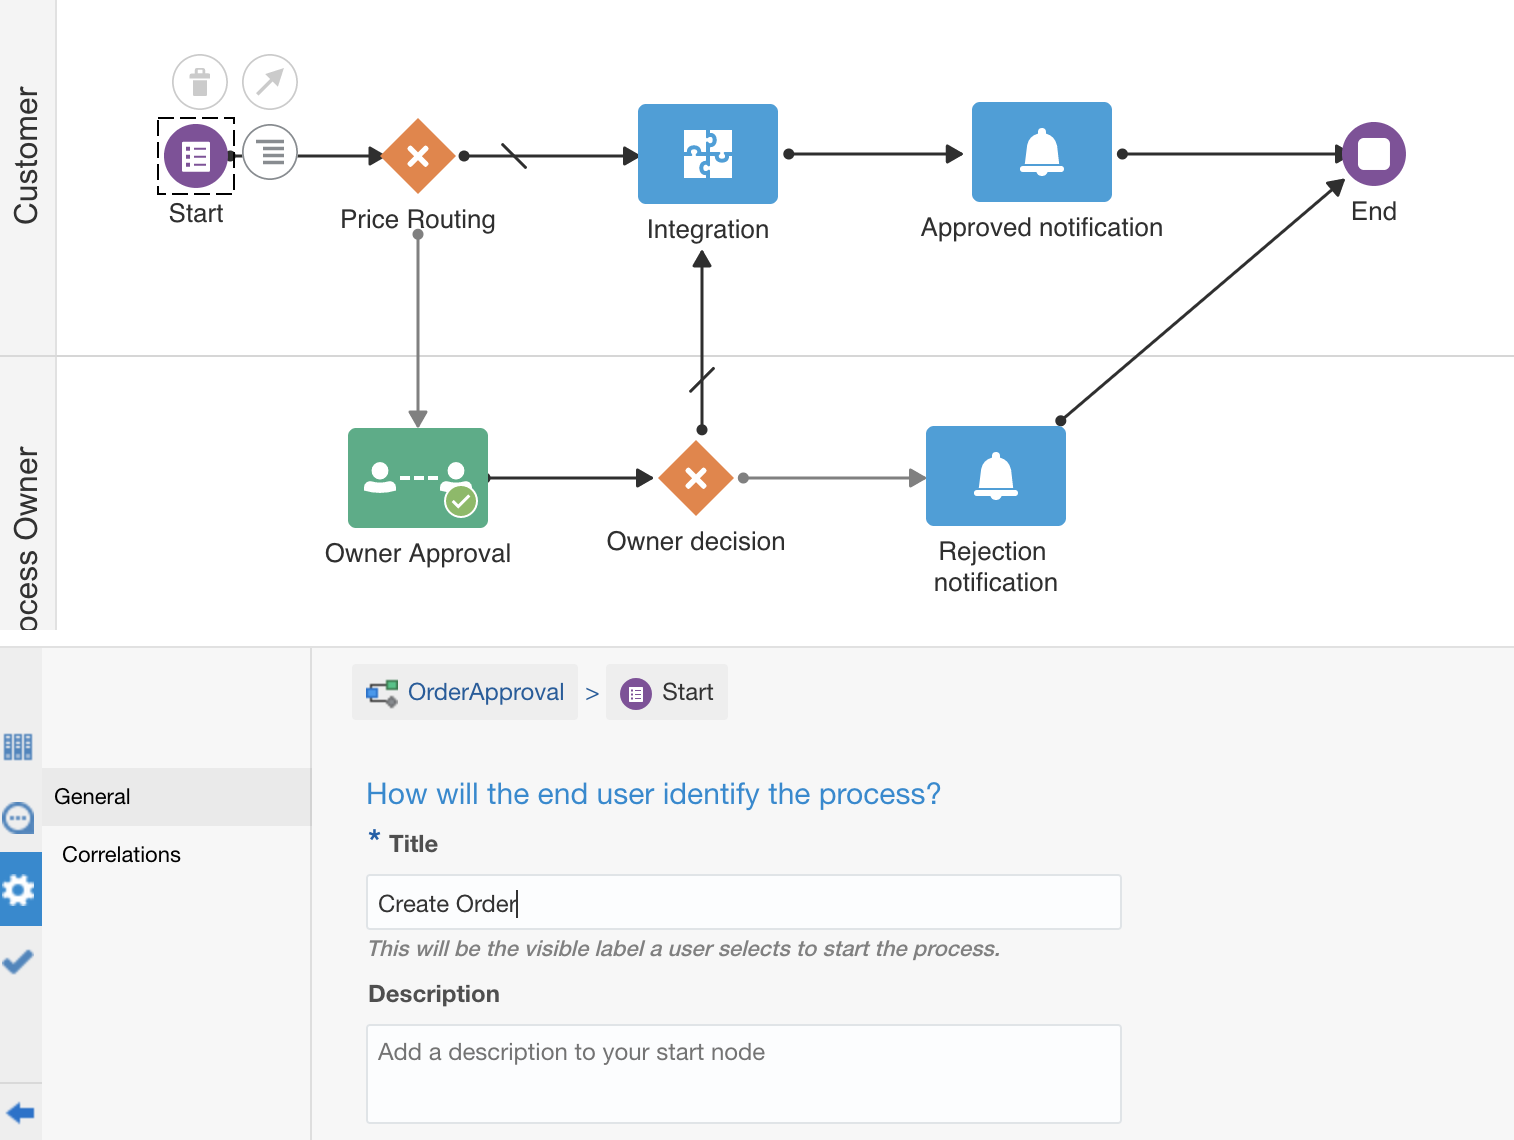 Customer
Start
Price Routing
Integration
Approved notification
End
ocess Owner
Owner Approval
Owner decision
Rejection
notification
OrderApproval > Start
General
Correlations
How will the end user identify the process?
* Title
Create Order
This will be the visible label a user selects to start the process.
Description
Add a description to your start node